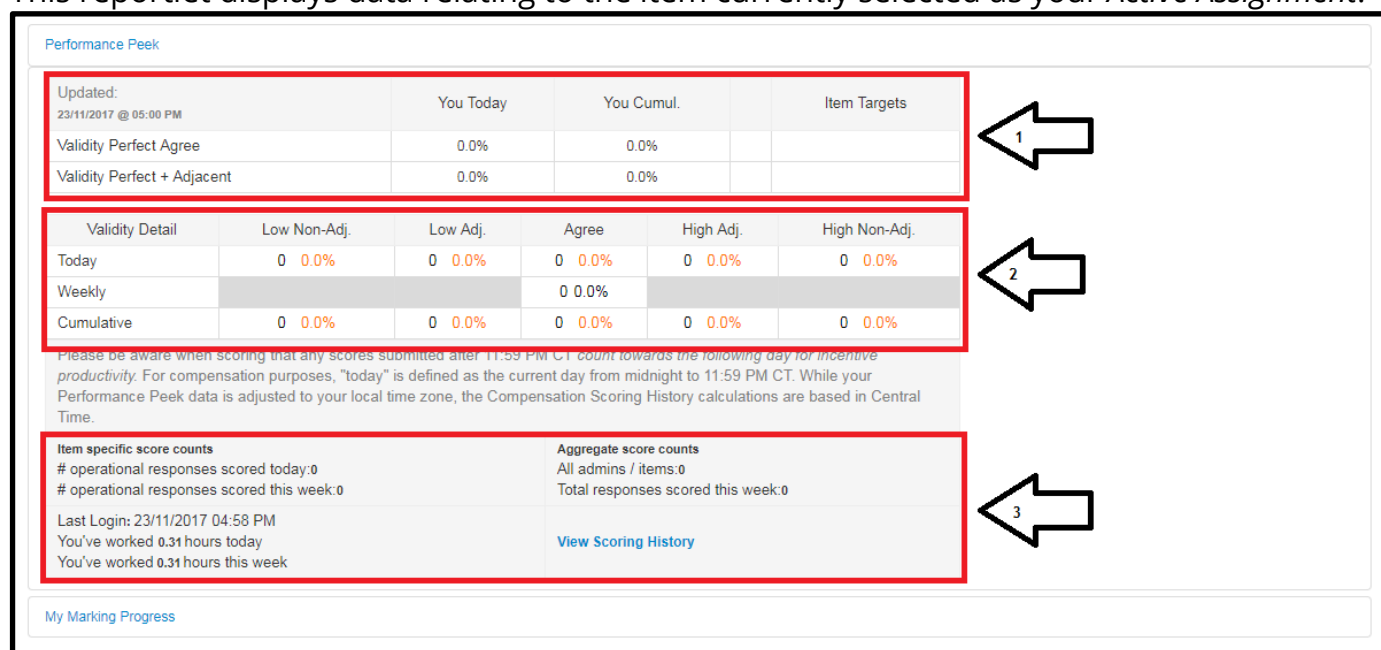 This reportlet displays data relating to the item currently selected as your Active Assignment.
Performance Peek
Updated:
23/11/2017 @ 05:00 PM
You Today You Cumul. Item Targets
Validity Perfect Agree 0.0% 0.0%
Validity Perfect + Adjacent 0.0% 0.0%
1
Validity Detail Low Non-Adj. Low Adj. Agree High Adj. High Non-Adj.
Today 0 0.0% 0 0.0% 0 0.0% 0 0.0% 0 0.0%
Weekly 0 0.0%
Cumulative 0 0.0% 0 0.0% 0 0.0% 0 0.0% 0 0.0%
2
Please be aware when scoring that any scores submitted after 11:59 PM CT count towards the following day for incentive
productivity. For compensation purposes, "today" is defined as the current day from midnight to 11:59 PM CT. While your
Performance Peek data is adjusted to your local time zone, the Compensation Scoring History calculations are based in Central
Time.
Item specific score counts
# operational responses scored today:0
# operational responses scored this week:0
Aggregate score counts
All admins / items:0
Total responses scored this week:0
Last Login: 23/11/2017 04:58 PM
You've worked 0.31 hours today
You've worked 0.31 hours this week
View Scoring History
3
My Marking Progress